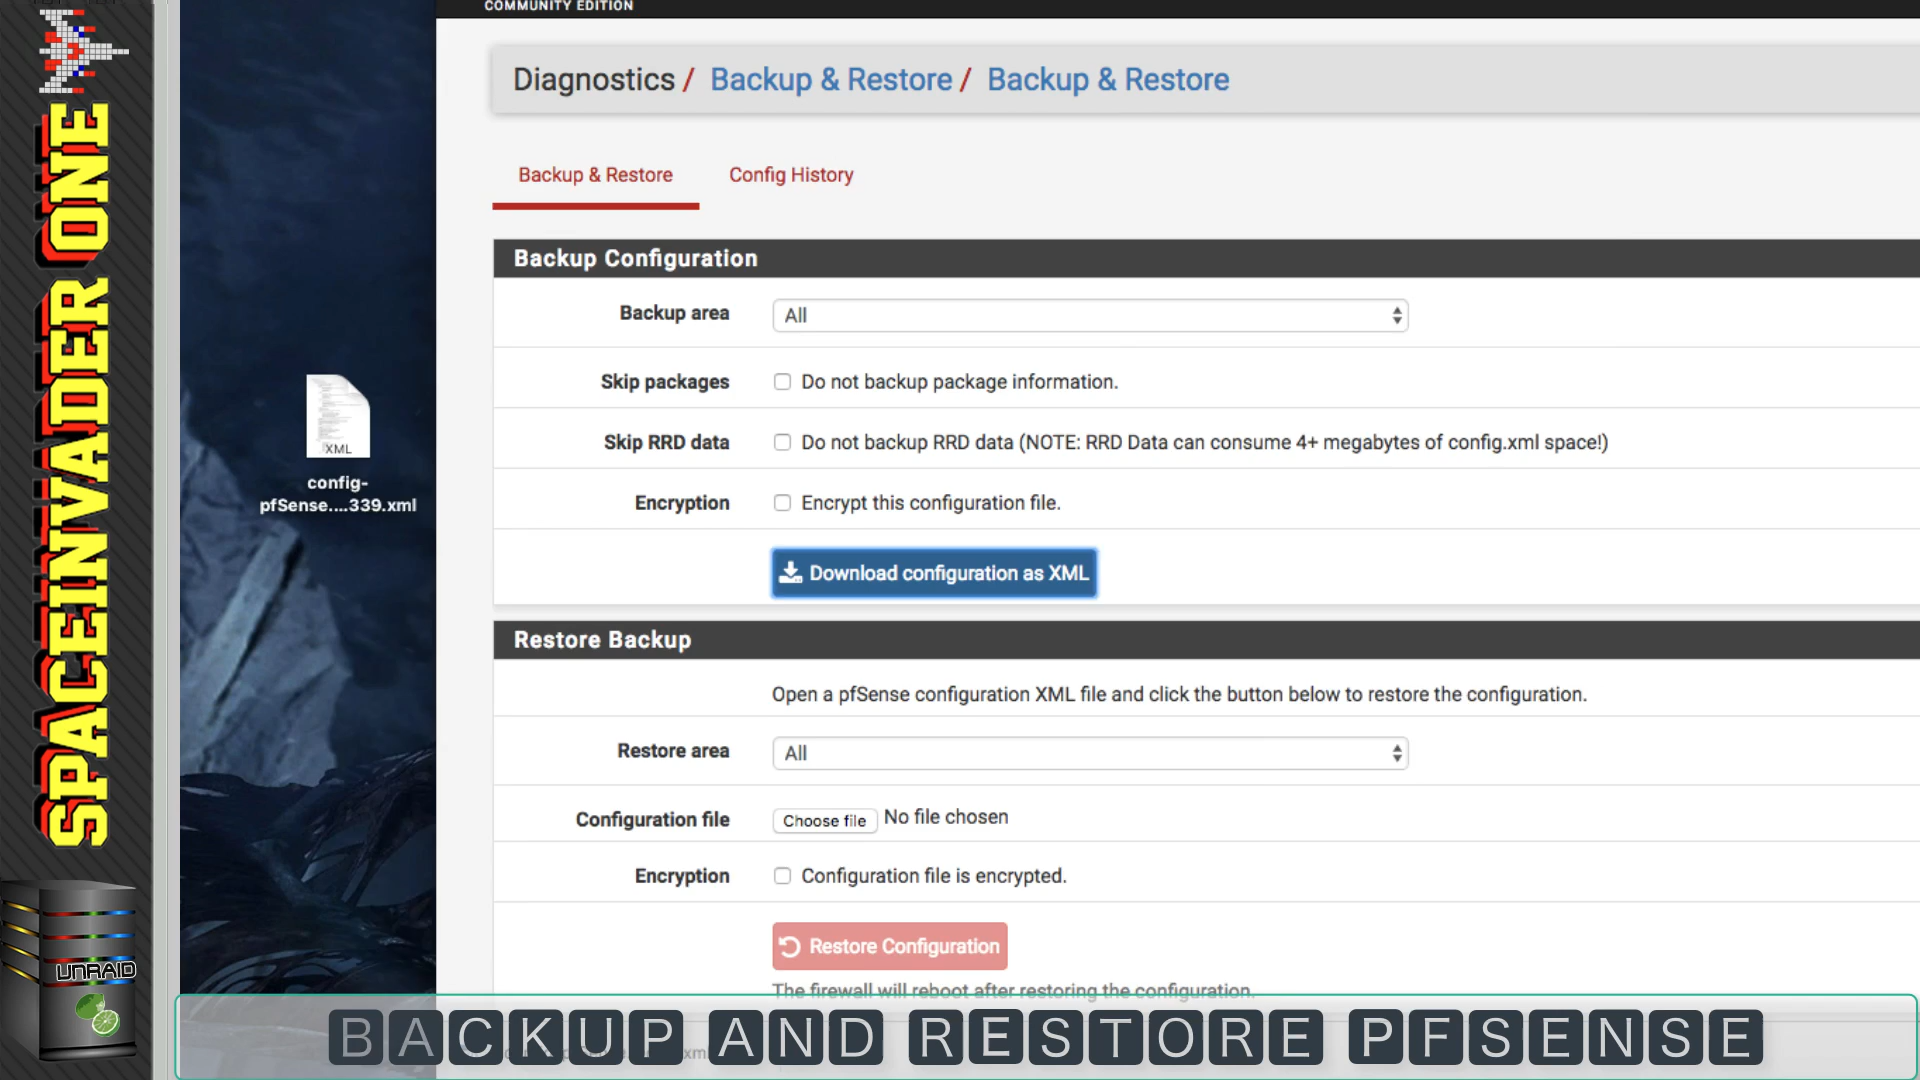 COMMUNITY EDITION
Diagnostics / Backup & Restore / Backup & Restore
Backup & Restore
Config History
Backup Configuration
Backup area
All
Skip packages
Do not backup package information.
Skip RRD data
Do not backup RRD data (NOTE: RRD Data can consume 4+ megabytes of config.xml space!)
Encryption
Encrypt this configuration file.
Download configuration as XML
Restore Backup
Open a pfSense configuration XML file and click the button below to restore the configuration.
Restore area
All
Configuration file
Choose file
No file chosen
Encryption
Configuration file is encrypted.
Restore Configuration
The firewall will reboot after restoring the configuration.
XML
config-
pfSense....339.xml
SPACEINVADER ONE
UNRAID
BACKUP AND RESTORE PFSENSE